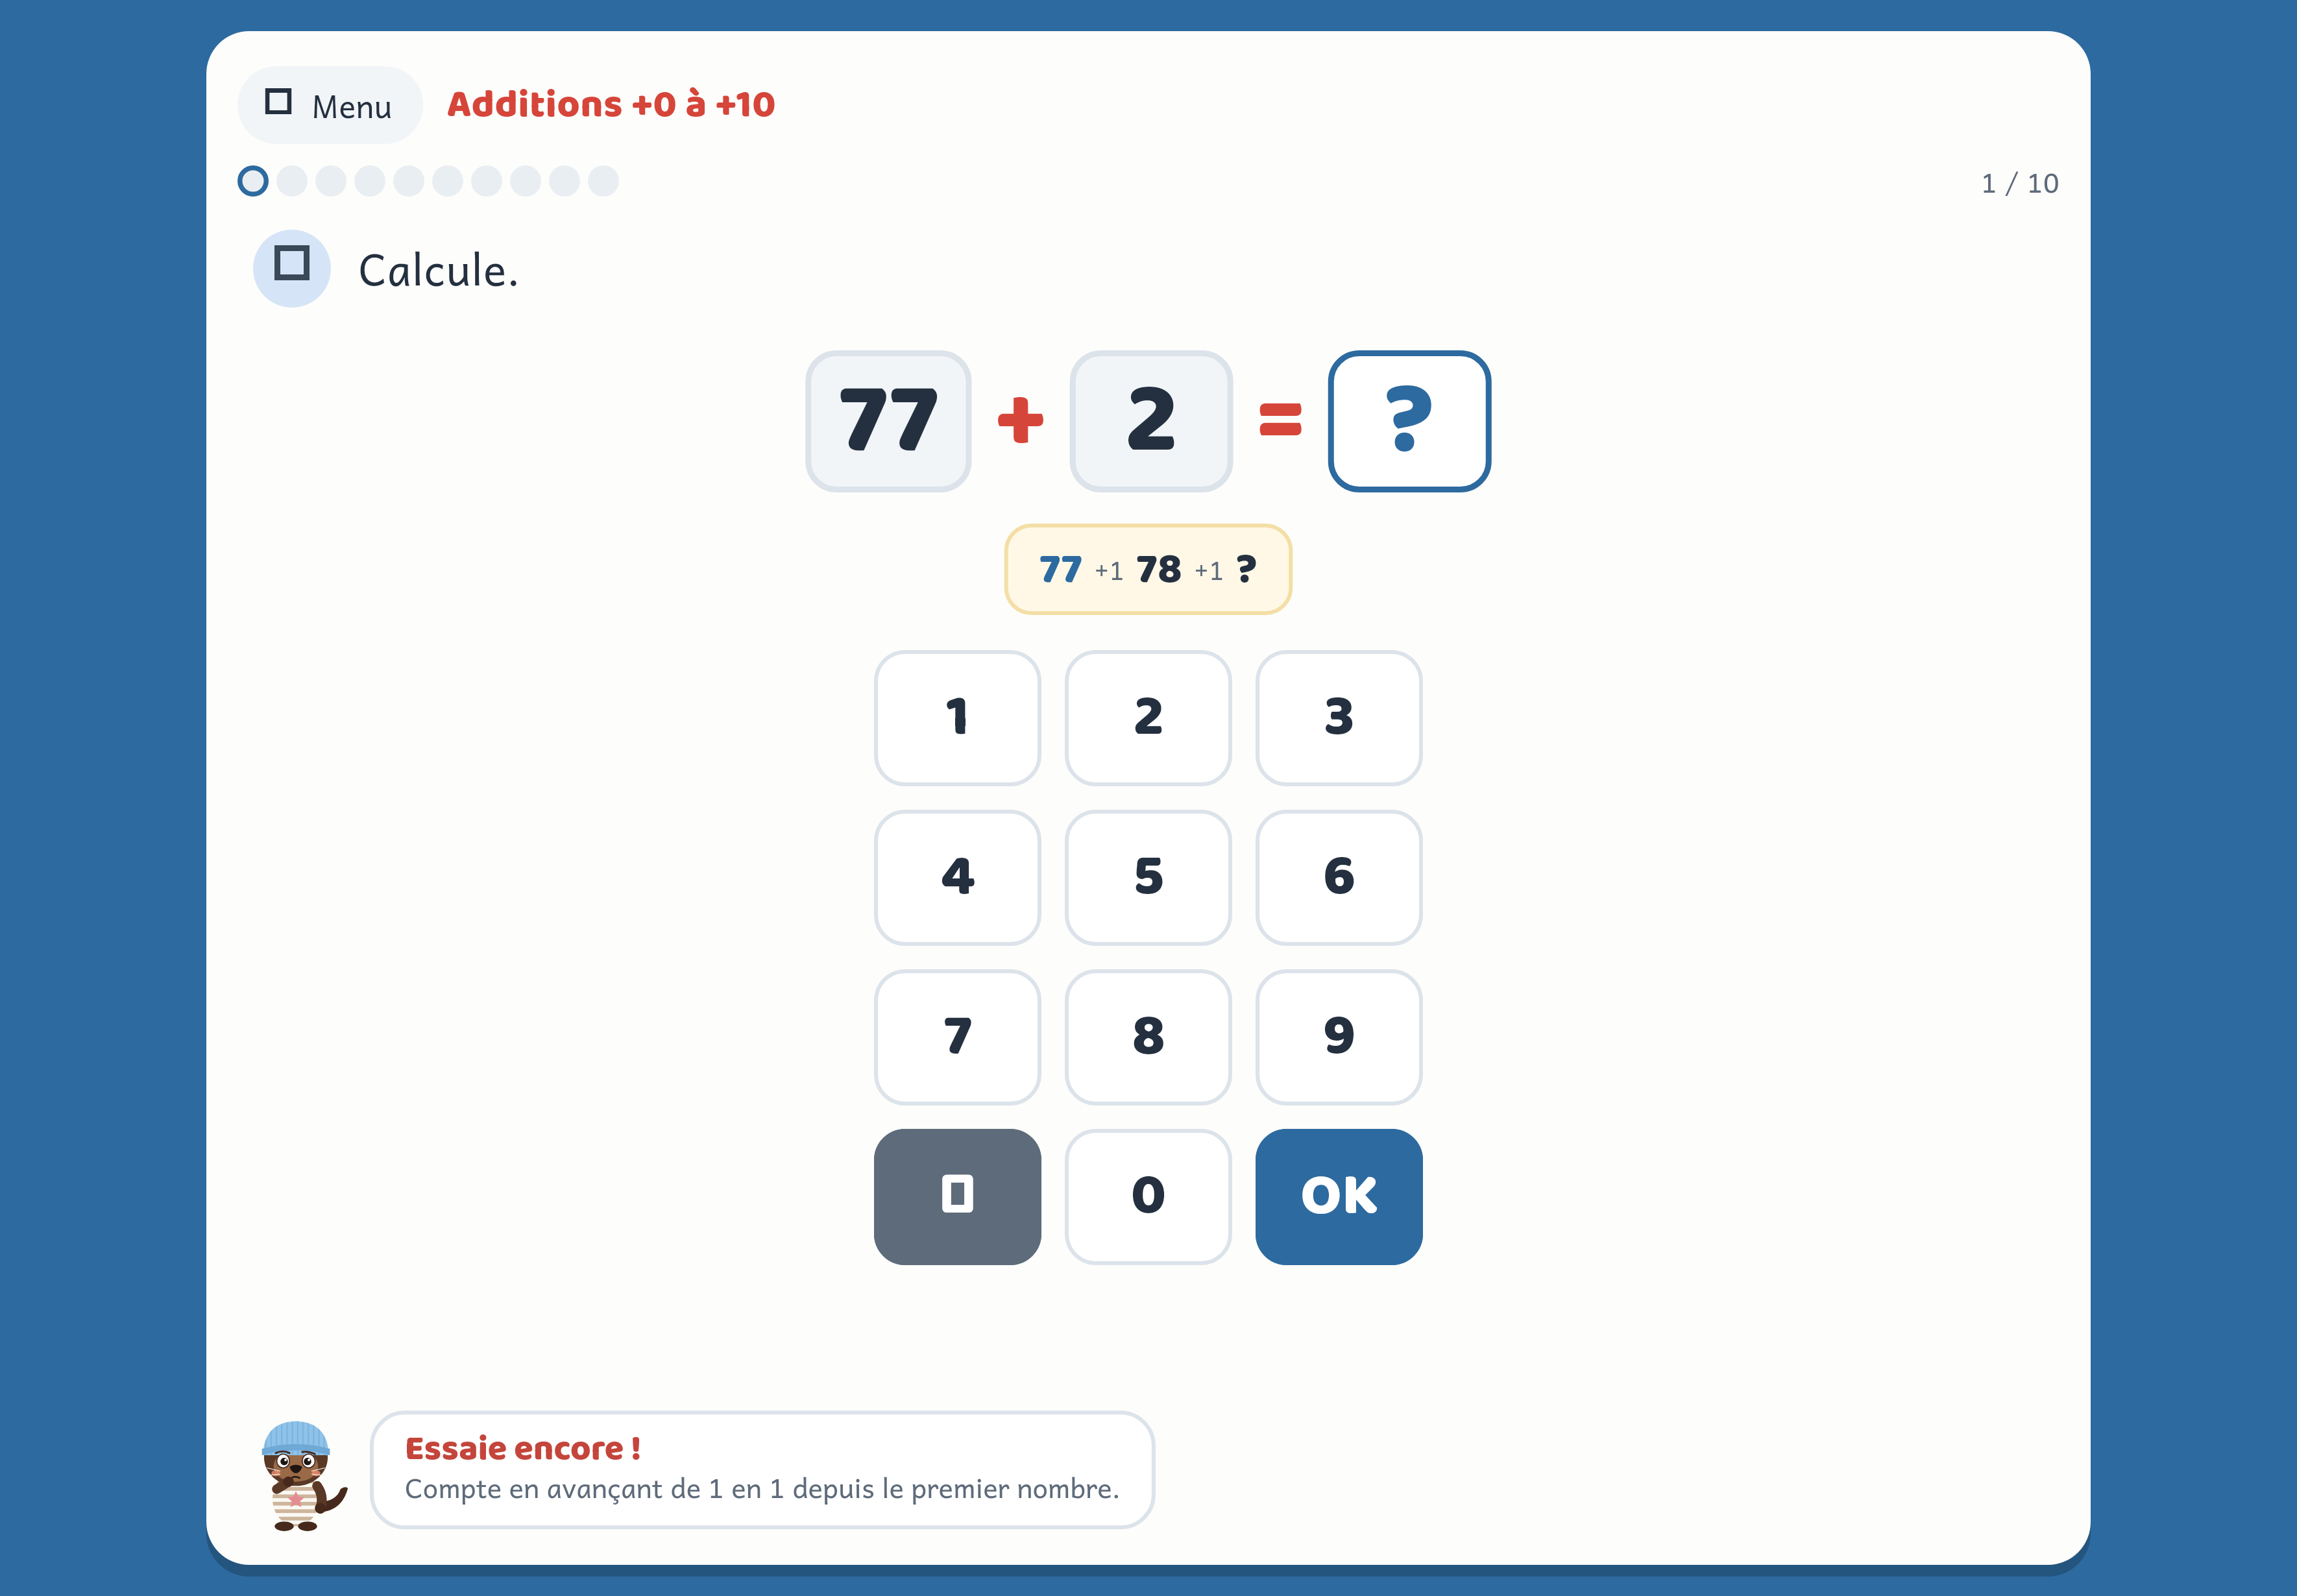 Menu
Additions +0 à +10
1 / 10
Calcule.
77 + 2 = ?
77 +1 78 +1 ?
1 2 3
4 5 6
7 8 9
0 OK
Essaie encore !
Compte en avançant de 1 en 1 depuis le premier nombre.